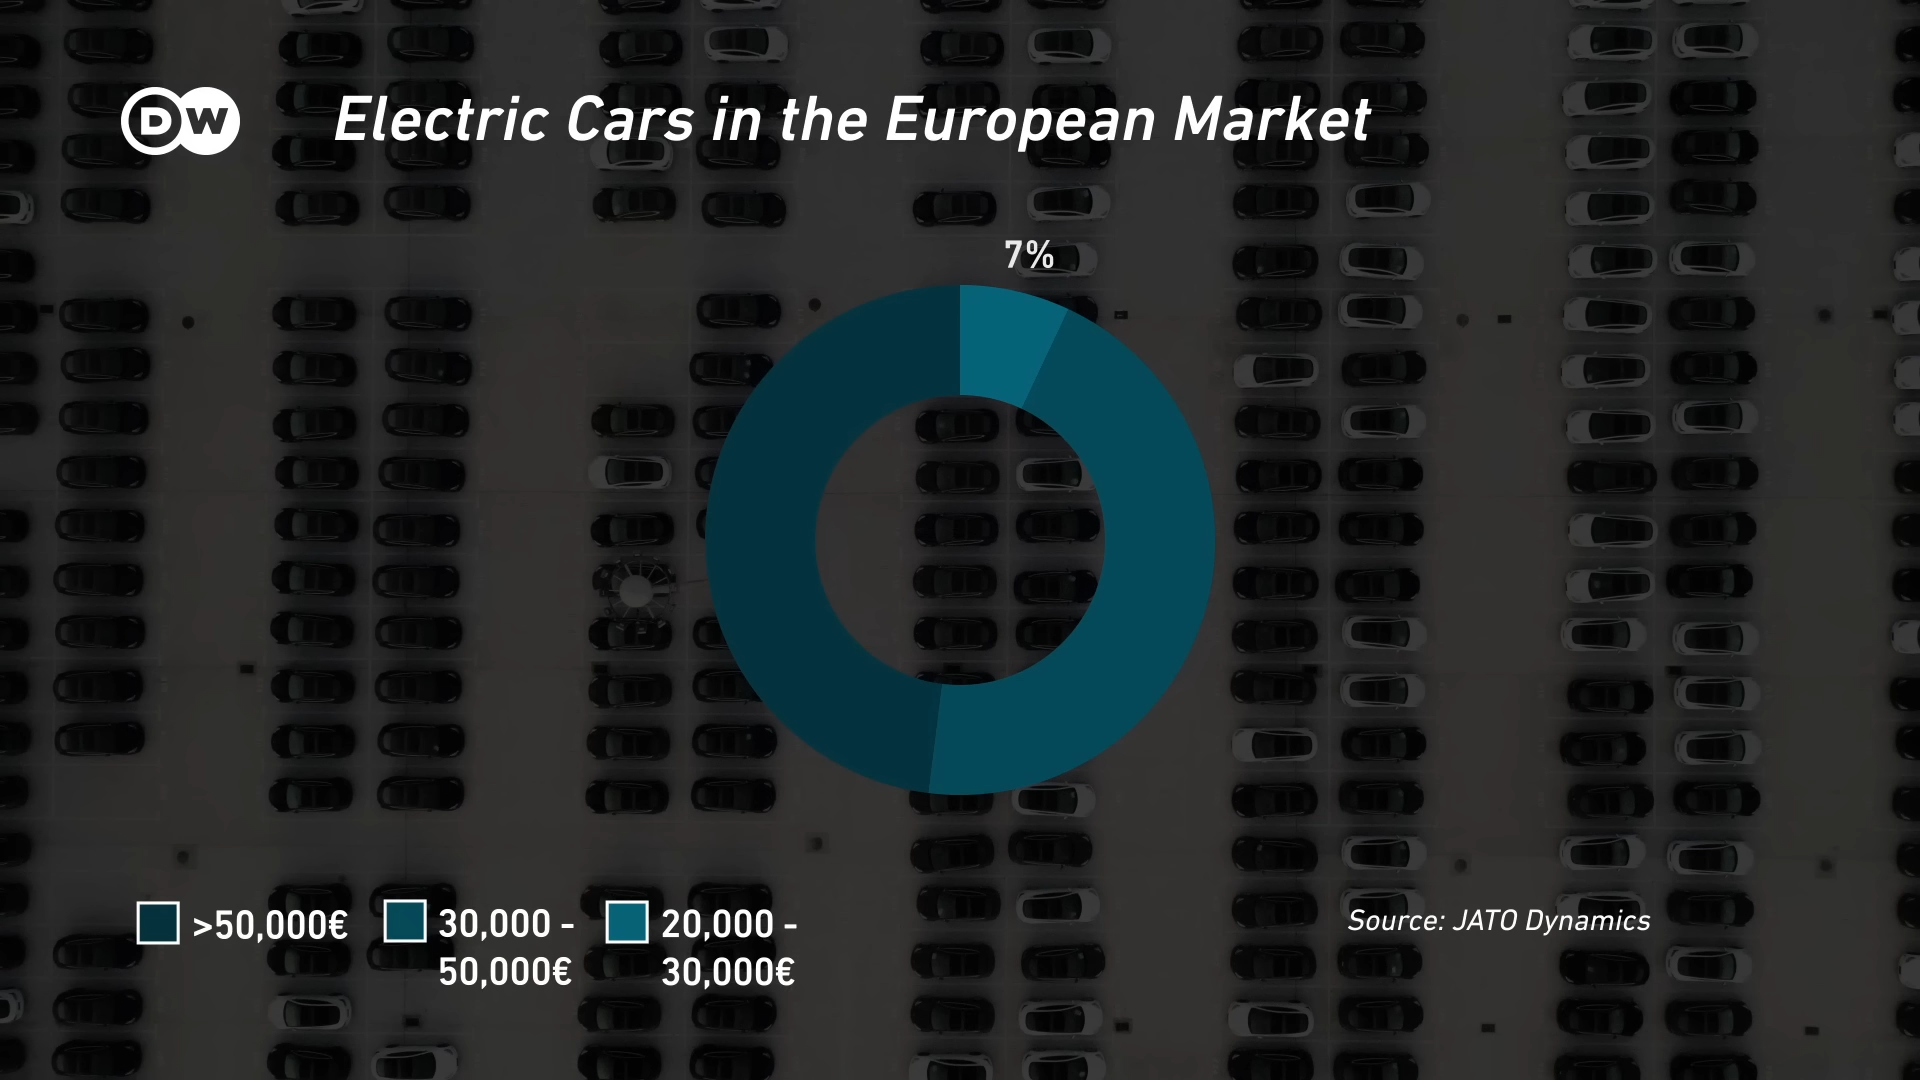 DW
Electric Cars in the European Market
7%
>50,000€
30,000 -
50,000€
20,000 -
30,000€
Source: JATO Dynamics